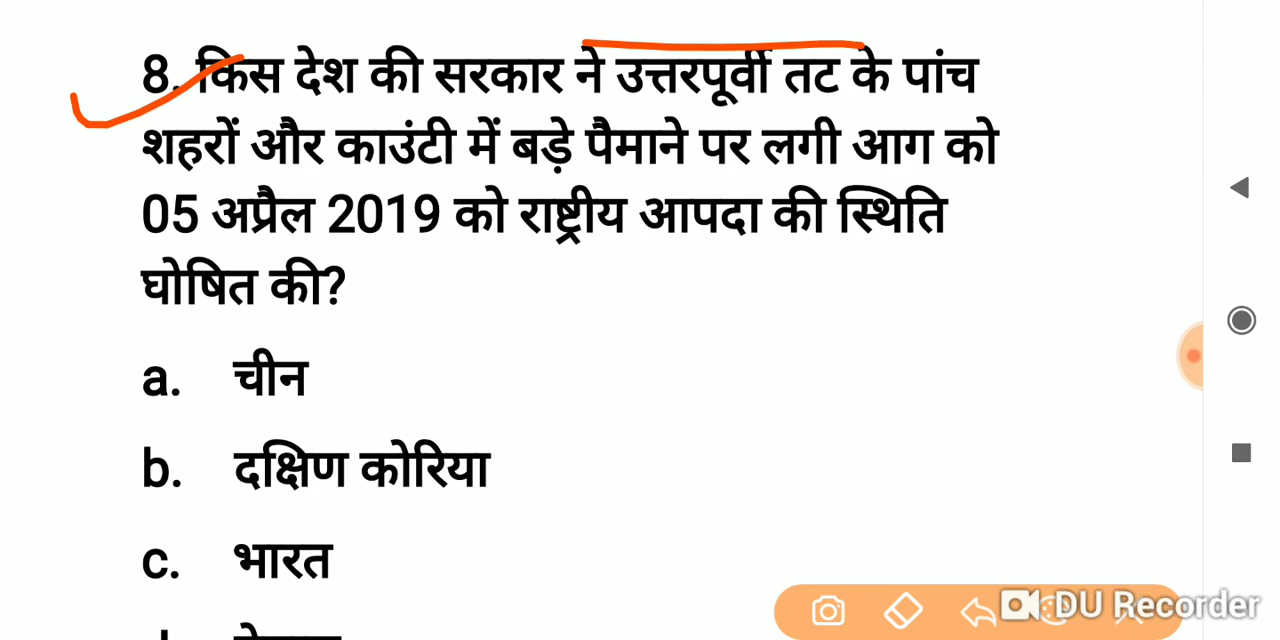 8. किस देश की सरकार ने उत्तरपूर्वी तट के पांच
शहरों और काउंटी में बड़े पैमाने पर लगी आग को
05 अप्रैल 2019 को राष्ट्रीय आपदा की स्थिति
घोषित की?
a. चीन
b. दक्षिण कोरिया
c. भारत
DU Recorder